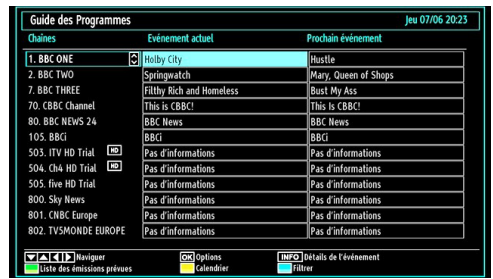 Guide des Programmes Jeu 07/06 20:23
Chaînes Evénement actuel Prochain événement
1. BBC ONE Holby City Hustle
2. BBC TWO Springwatch Mary, Queen of Shops
7. BBC THREE Filthy Rich and Homeless Bust My Ass
70. CBBC Channel This is CBBC! This Is CBBC!
80. BBC NEWS 24 BBC News BBC News
105. BBCi BBCi BBCi
503. ITV HD Trial HD Pas d'informations Pas d'informations
504. Ch4 HD Trial HD Pas d'informations Pas d'informations
505. five HD Trial Pas d'informations Pas d'informations
800. Sky News Pas d'informations Pas d'informations
801. CNBC Europe Pas d'informations Pas d'informations
802. TV5MONDE EUROPE Pas d'informations Pas d'informations
Naviguer OK Options INFO Détails de l'événement
Liste des émissions prévues Calendrier Filtrer